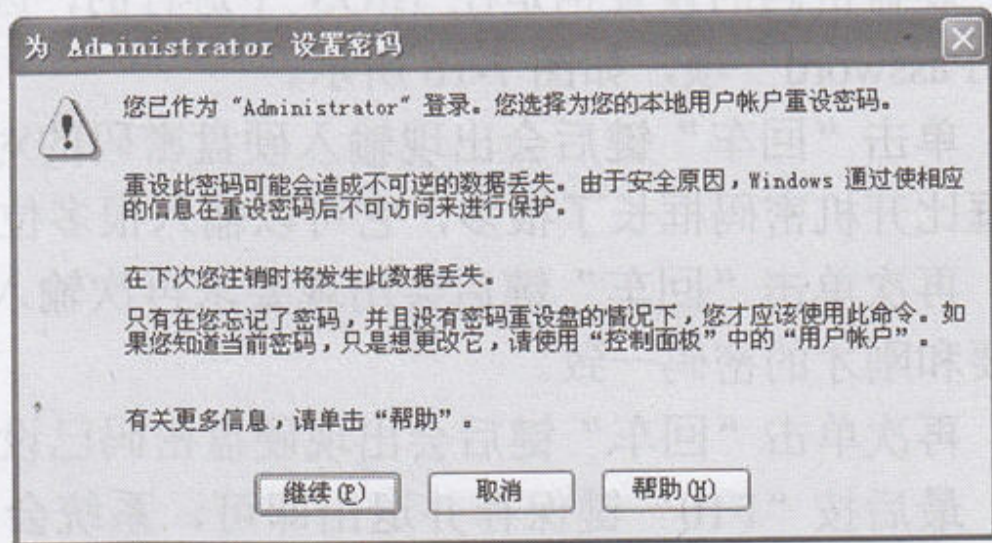 为 Administrator 设置密码
您已作为 “Administrator” 登录。您选择为您的本地用户帐户重设密码。
重设此密码可能会造成不可逆的数据丢失。由于安全原因，Windows 通过使相应
的信息在重设密码后不可访问来进行保护。
在下次您注销时将发生此数据丢失。
只有在您忘记了密码，并且没有密码重设盘的情况下，您才应该使用此命令。如
果您知道当前密码，只是想更改它，请使用“控制面板”中的“用户帐户”。
有关更多信息，请单击“帮助”。
继续(P)
取消
帮助(H)